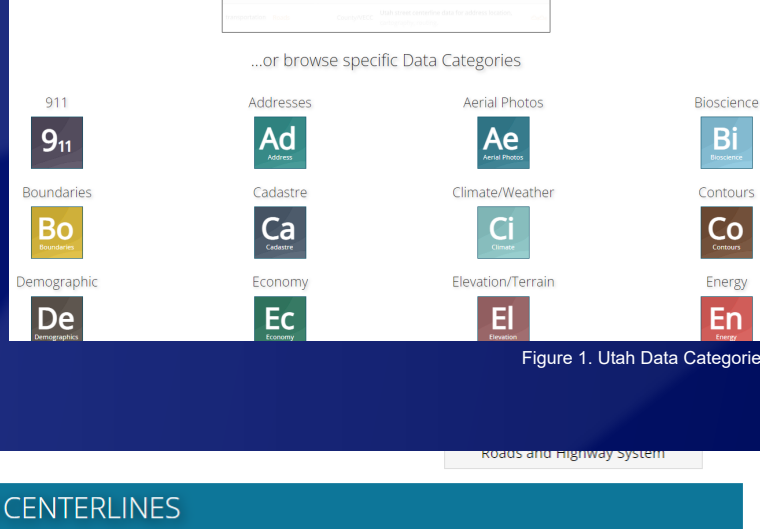 ...or browse specific Data Categories
911 Addresses Aerial Photos Bioscience
911 Ad Ae Bi
Address Aerial Photos Bioscience
Boundaries Cadastre Climate/Weather Contours
Bo Ca Ci Co
Boundaries Cadastre Climate Contours
Demographic Economy Elevation/Terrain Energy
De Ec El En
Demographics Economy Elevation Energy
Figure 1. Utah Data Categorie
Roads and Highway System
CENTERLINES